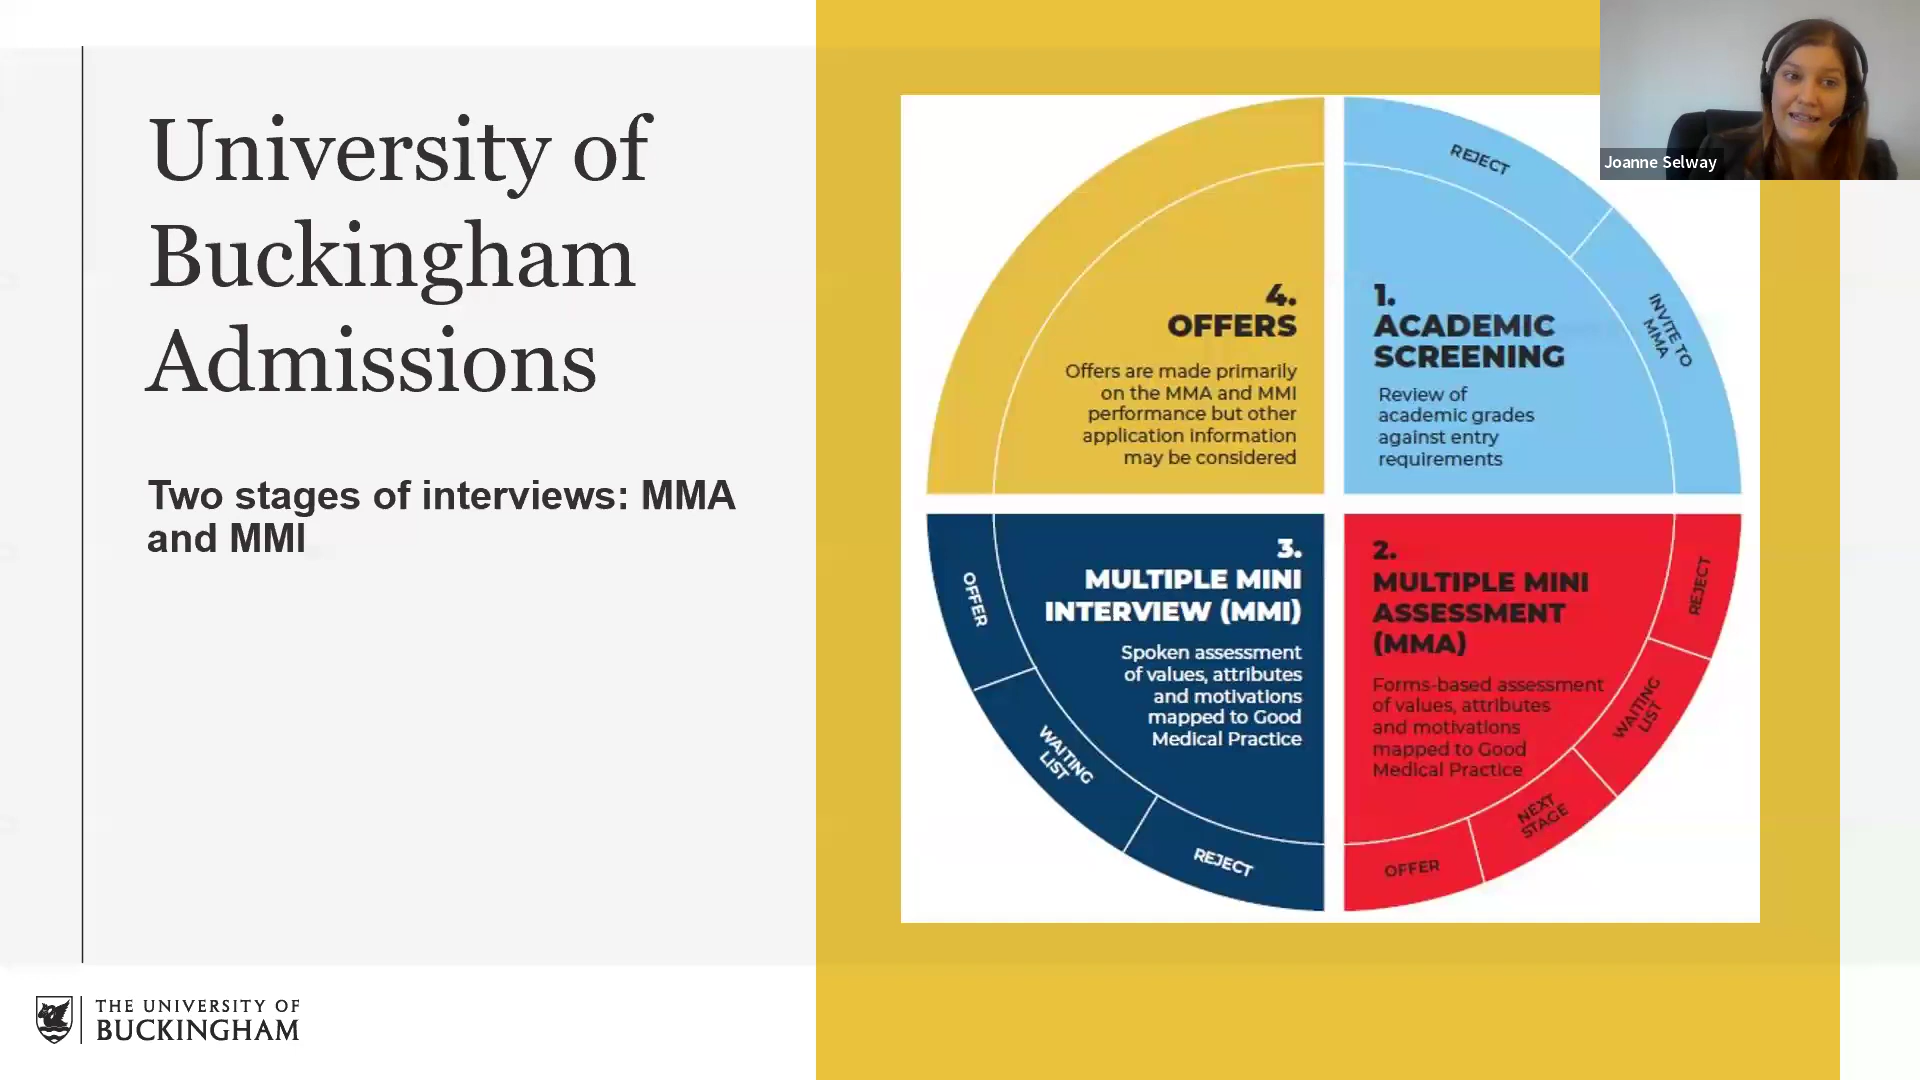 University of
Buckingham
Admissions
Two stages of interviews: MMA
and MMI
THE UNIVERSITY OF
BUCKINGHAM
Joanne Selway
1.
ACADEMIC
SCREENING
Review of
academic grades
against entry
requirements
REJECT
INVITE TO
MMA
2.
MULTIPLE MINI
ASSESSMENT
(MMA)
Forms-based assessment
of values, attributes
and motivations
mapped to Good
Medical Practice
REJECT
WAITING
LIST
NEXT
STAGE
OFFER
3.
MULTIPLE MINI
INTERVIEW (MMI)
Spoken assessment
of values, attributes
and motivations
mapped to Good
Medical Practice
REJECT
WAITING
LIST
OFFER
4.
OFFERS
Offers are made primarily
on the MMA and MMI
performance but other
application information
may be considered